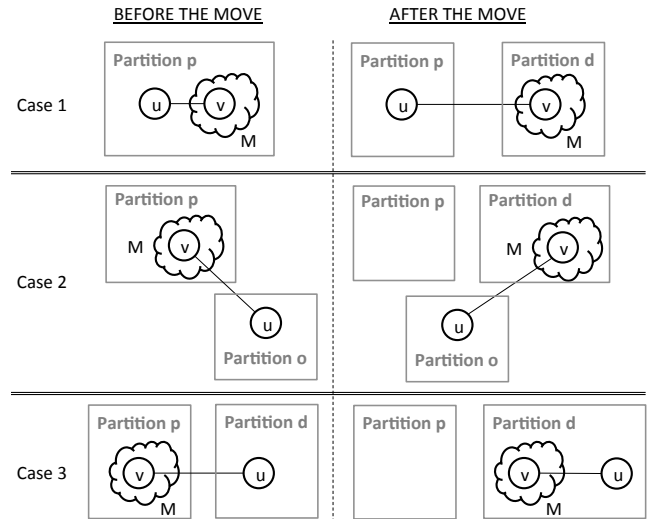 BEFORE THE MOVE AFTER THE MOVE
Partition p Partition p Partition d
Case 1 u v u v
M M
Partition p Partition p Partition d
M v M v
Case 2
u u
Partition o Partition o
Partition p Partition d Partition p Partition d
Case 3 v u v u
M M